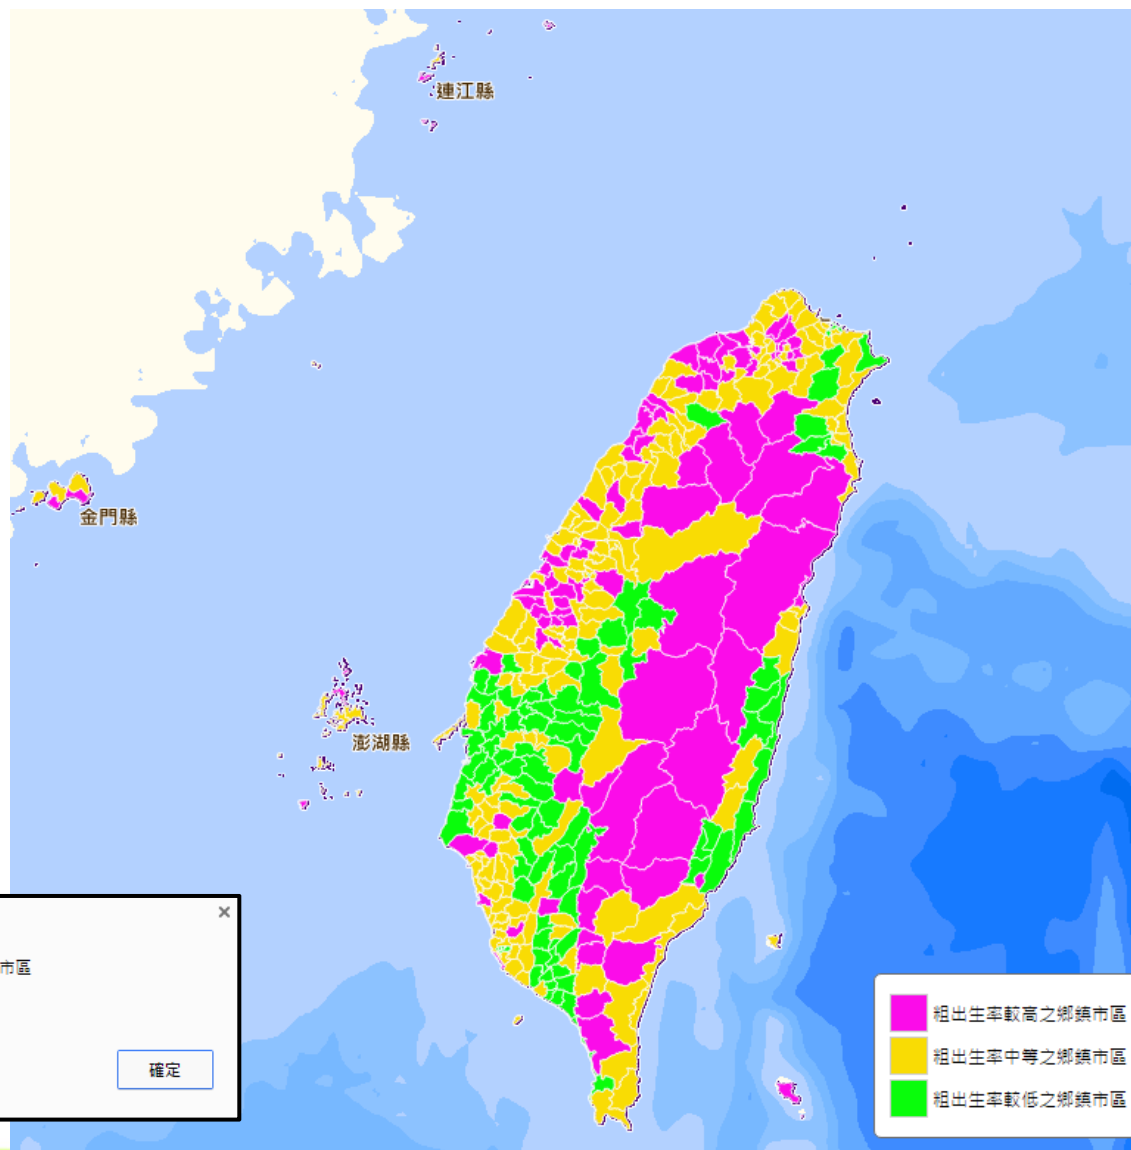 連江縣
金門縣
澎湖縣
×
市區
確定
粗出生率較高之鄉鎮市區
粗出生率中等之鄉鎮市區
粗出生率較低之鄉鎮市區